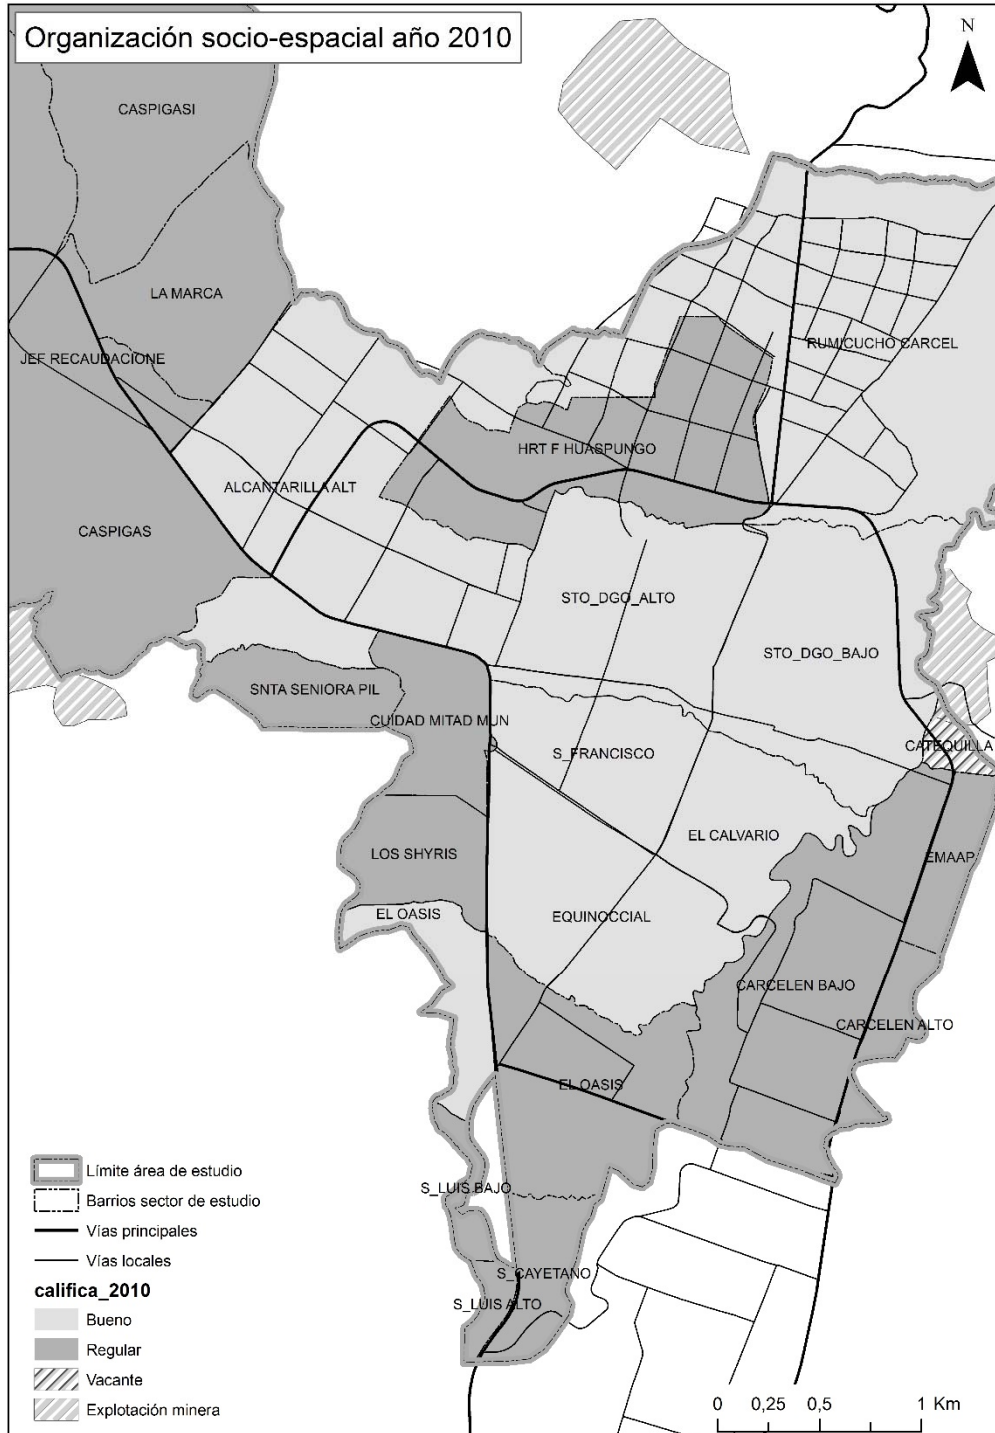 Organización socio-espacial año 2010
N
CASPIGASI
LA MARCA
JEF RECAUDACIONE
RUMICUCHO CARCEL
HRT F HUASPUNGO
ALCANTARILLA ALT
CASPIGAS
STO_DGO_ALTO
STO_DGO_BAJO
SNTA SENIORA PIL
CUIDAD MITAD MUN
S_FRANCISCO
CATEQUILLA
EL CALVARIO
LOS SHYRIS
EMAAP
EL OASIS
EQUINOCCIAL
CARCELEN BAJO
CARCELEN ALTO
EL OASIS
S_LUIS BAJO
S_CAYETANO
S_LUIS ALTO
Límite área de estudio
Barrios sector de estudio
Vías principales
Vías locales
califica_2010
Bueno
Regular
Vacante
Explotación minera
0 0,25 0,5 1 Km